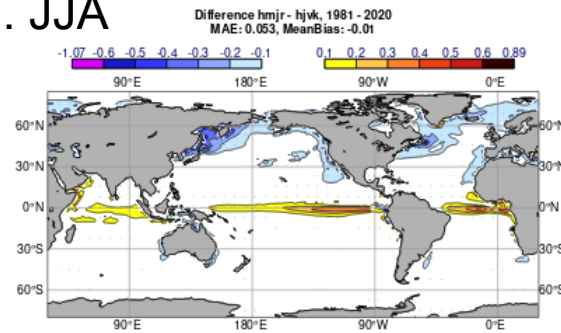 . JJA
Difference hmjr - hjvk, 1981 - 2020
MAE: 0.053, MeanBias: -0.01
-1.07 -0.6 -0.5 -0.4 -0.3 -0.2 -0.1 0.1 0.2 0.3 0.4 0.5 0.6 0.89
90°E 180°E 90°W 0°E
60°N 60°N
30°N 30°N
0°N 0°N
30°S 30°S
60°S 60°S
90°E 180°E 90°W 0°E